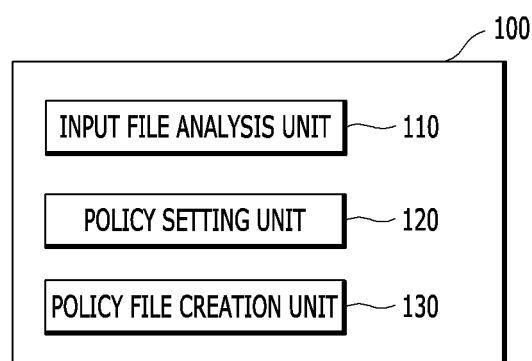 100
INPUT FILE ANALYSIS UNIT 110
POLICY SETTING UNIT 120
POLICY FILE CREATION UNIT 130